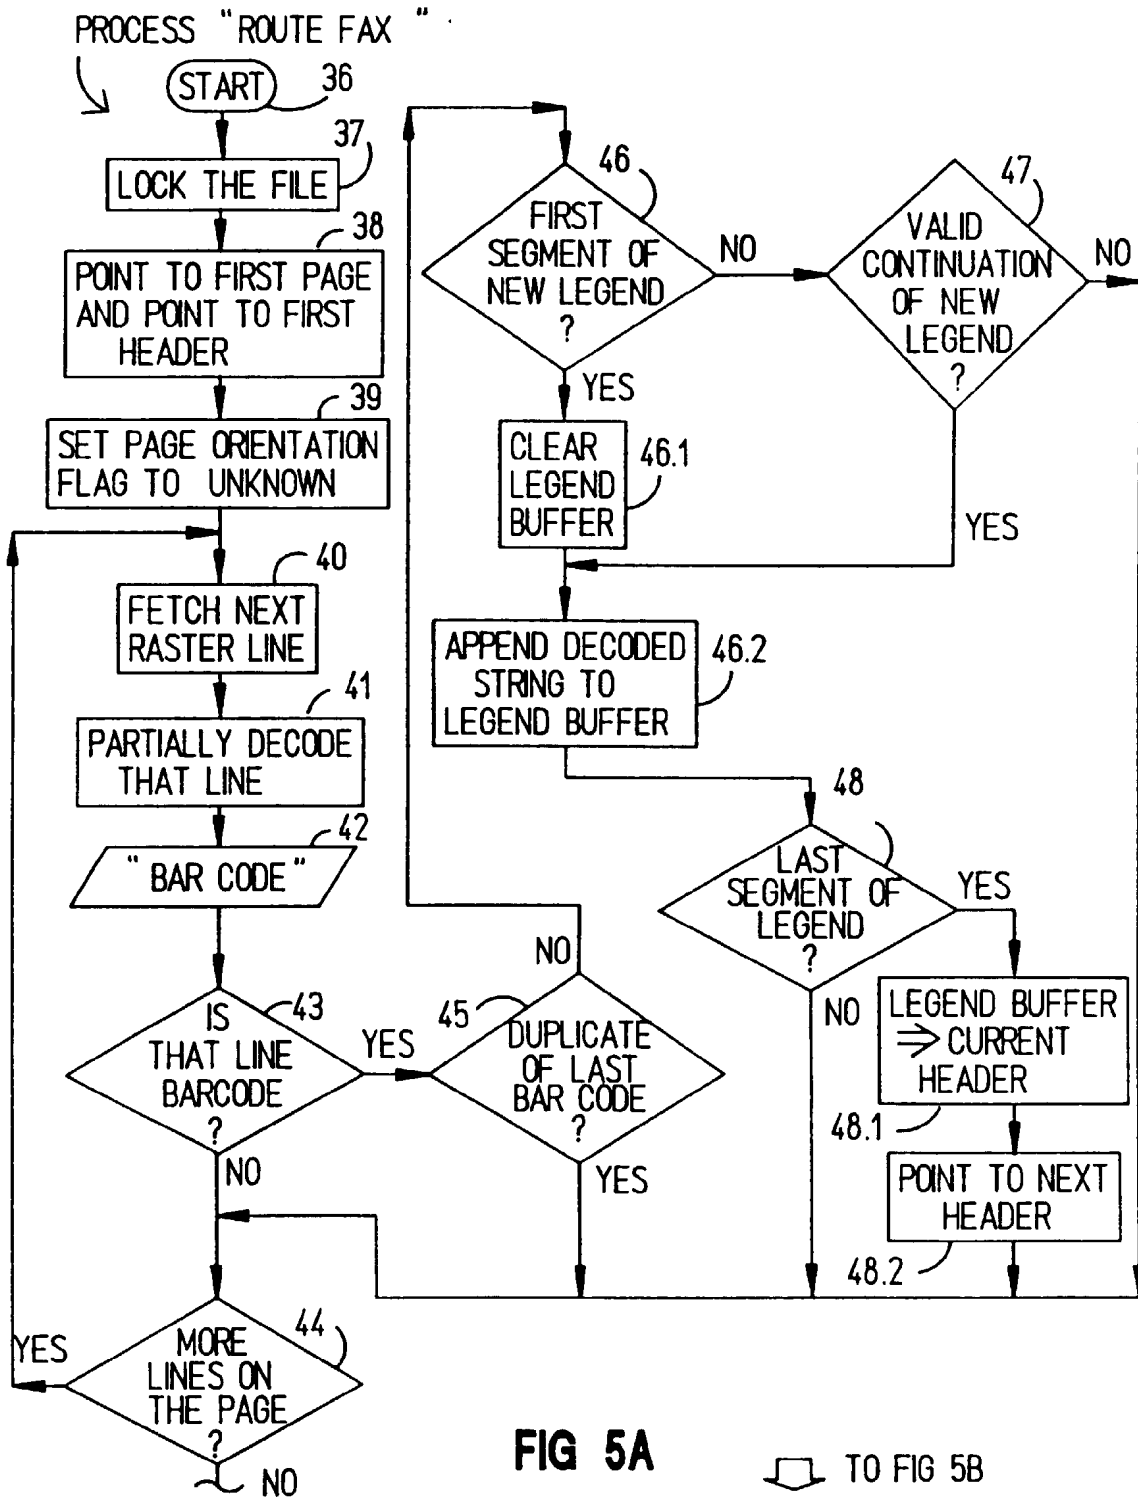 PROCESS "ROUTE FAX "
START
36
37
LOCK THE FILE
38
POINT TO FIRST PAGE
AND POINT TO FIRST
HEADER
39
SET PAGE ORIENTATION
FLAG TO UNKNOWN
40
FETCH NEXT
RASTER LINE
41
PARTIALLY DECODE
THAT LINE
42
" BAR CODE "
43
IS
THAT LINE
BARCODE
?
YES
NO
44
MORE
LINES ON
THE PAGE
?
YES
NO
45
DUPLICATE
OF LAST
BAR CODE
?
NO
YES
46
FIRST
SEGMENT OF
NEW LEGEND
?
NO
YES
47
VALID
CONTINUATION
OF NEW
LEGEND
?
NO
YES
CLEAR
LEGEND
BUFFER
46.1
APPEND DECODED
STRING TO
LEGEND BUFFER
46.2
48
LAST
SEGMENT OF
LEGEND
?
YES
NO
LEGEND BUFFER
⇒ CURRENT
HEADER
48.1
POINT TO NEXT
HEADER
48.2
FIG 5A
TO FIG 5B